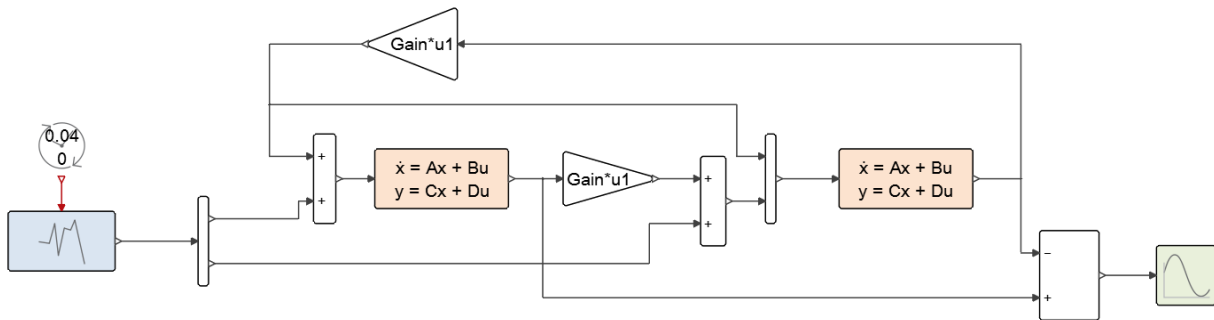 Gain*u1
0.04
0
+
+
ẋ = Ax + Bu
y = Cx + Du
Gain*u1
+
+
ẋ = Ax + Bu
y = Cx + Du
−
+